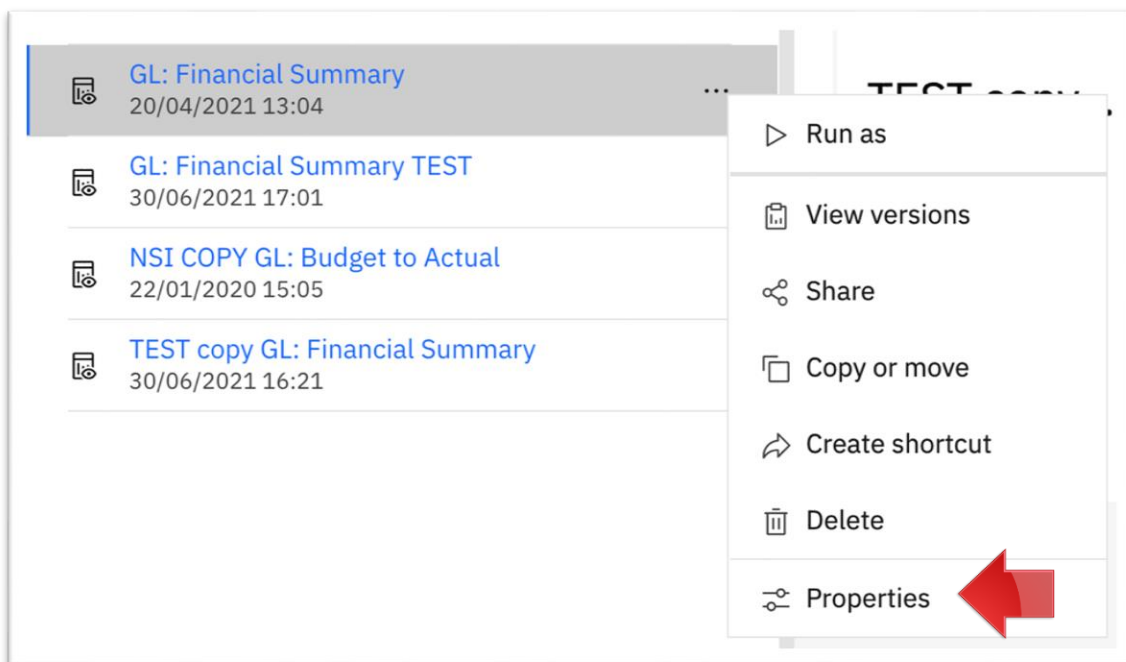 GL: Financial Summary
20/04/2021 13:04
...
GL: Financial Summary TEST
30/06/2021 17:01
NSI COPY GL: Budget to Actual
22/01/2020 15:05
TEST copy GL: Financial Summary
30/06/2021 16:21
TEST copy
Run as
View versions
Share
Copy or move
Create shortcut
Delete
Properties